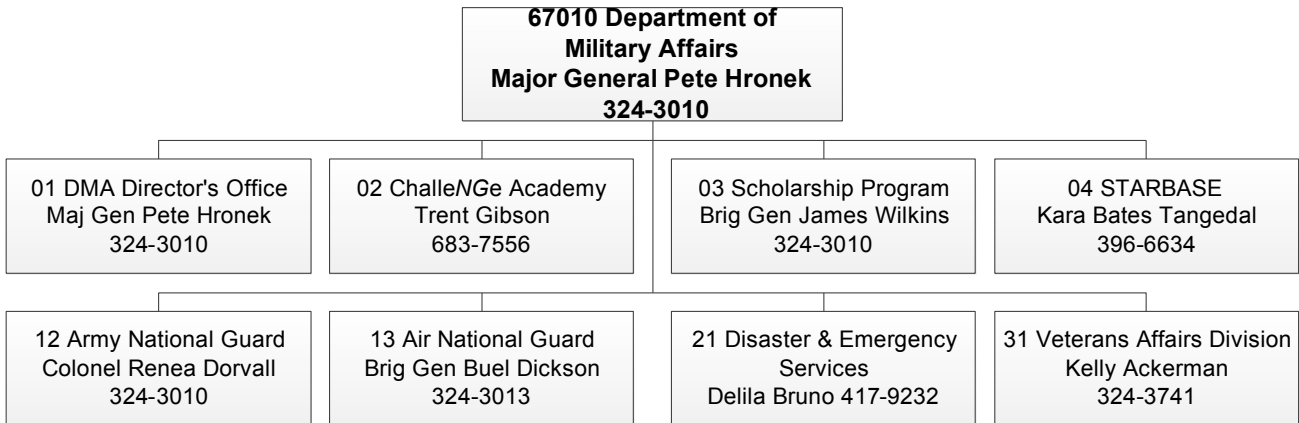 67010 Department of
Military Affairs
Major General Pete Hronek
324-3010
01 DMA Director's Office
Maj Gen Pete Hronek
324-3010
02 ChalleNGe Academy
Trent Gibson
683-7556
03 Scholarship Program
Brig Gen James Wilkins
324-3010
04 STARBASE
Kara Bates Tangedal
396-6634
12 Army National Guard
Colonel Renea Dorvall
324-3010
13 Air National Guard
Brig Gen Buel Dickson
324-3013
21 Disaster & Emergency
Services
Delila Bruno 417-9232
31 Veterans Affairs Division
Kelly Ackerman
324-3741